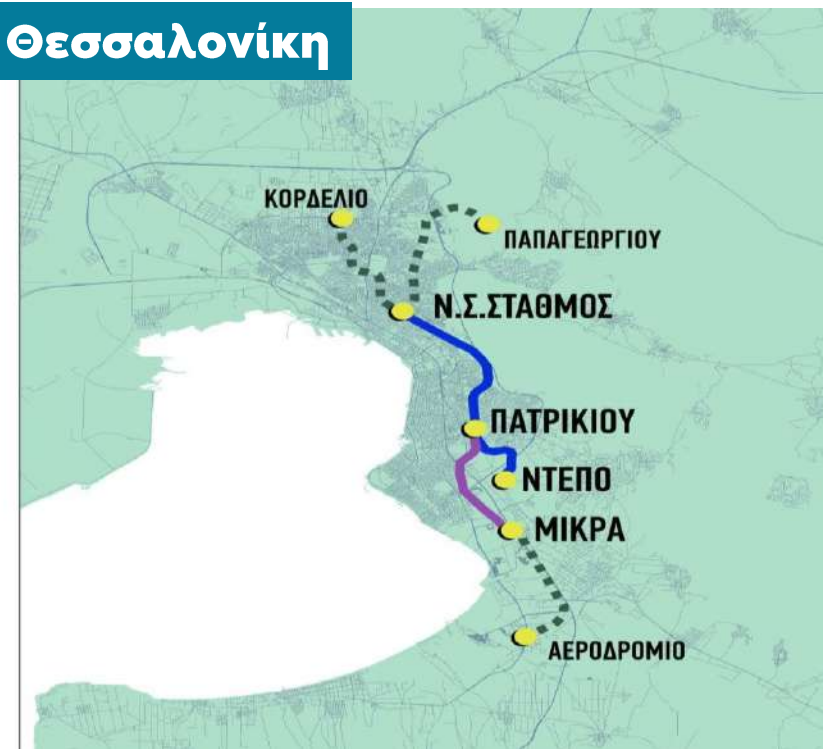 Θεσσαλονίκη
ΚΟΡΔΕΛΙΟ
ΠΑΠΑΓΕΩΡΓΙΟΥ
Ν.Σ.ΣΤΑΘΜΟΣ
ΠΑΤΡΙΚΙΟΥ
ΝΤΕΠΟ
ΜΙΚΡΑ
ΑΕΡΟΔΡΟΜΙΟ